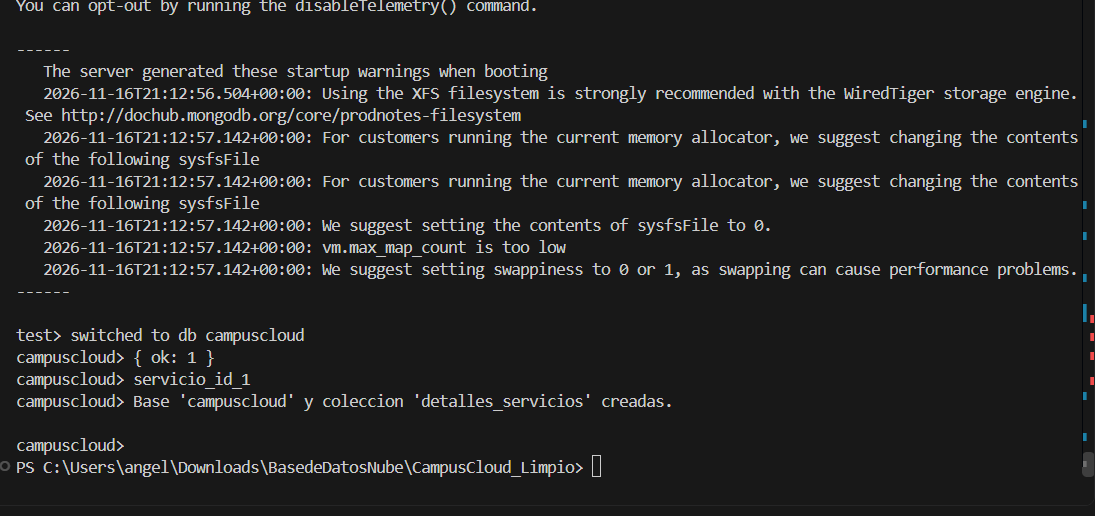 You can opt-out by running the disableTelemetry() command.
------
The server generated these startup warnings when booting
2026-11-16T21:12:56.504+00:00: Using the XFS filesystem is strongly recommended with the WiredTiger storage engine.
See http://dochub.mongodb.org/core/prodnotes-filesystem
2026-11-16T21:12:57.142+00:00: For customers running the current memory allocator, we suggest changing the contents
of the following sysfsFile
2026-11-16T21:12:57.142+00:00: For customers running the current memory allocator, we suggest changing the contents
of the following sysfsFile
2026-11-16T21:12:57.142+00:00: We suggest setting the contents of sysfsFile to 0.
2026-11-16T21:12:57.142+00:00: vm.max_map_count is too low
2026-11-16T21:12:57.142+00:00: We suggest setting swappiness to 0 or 1, as swapping can cause performance problems.
------
test> switched to db campuscloud
campuscloud> { ok: 1 }
campuscloud> servicio_id_1
campuscloud> Base 'campuscloud' y coleccion 'detalles_servicios' creadas.
campuscloud>
PS C:\Users\angel\Downloads\BasedeDatosNube\CampusCloud_Limpio>